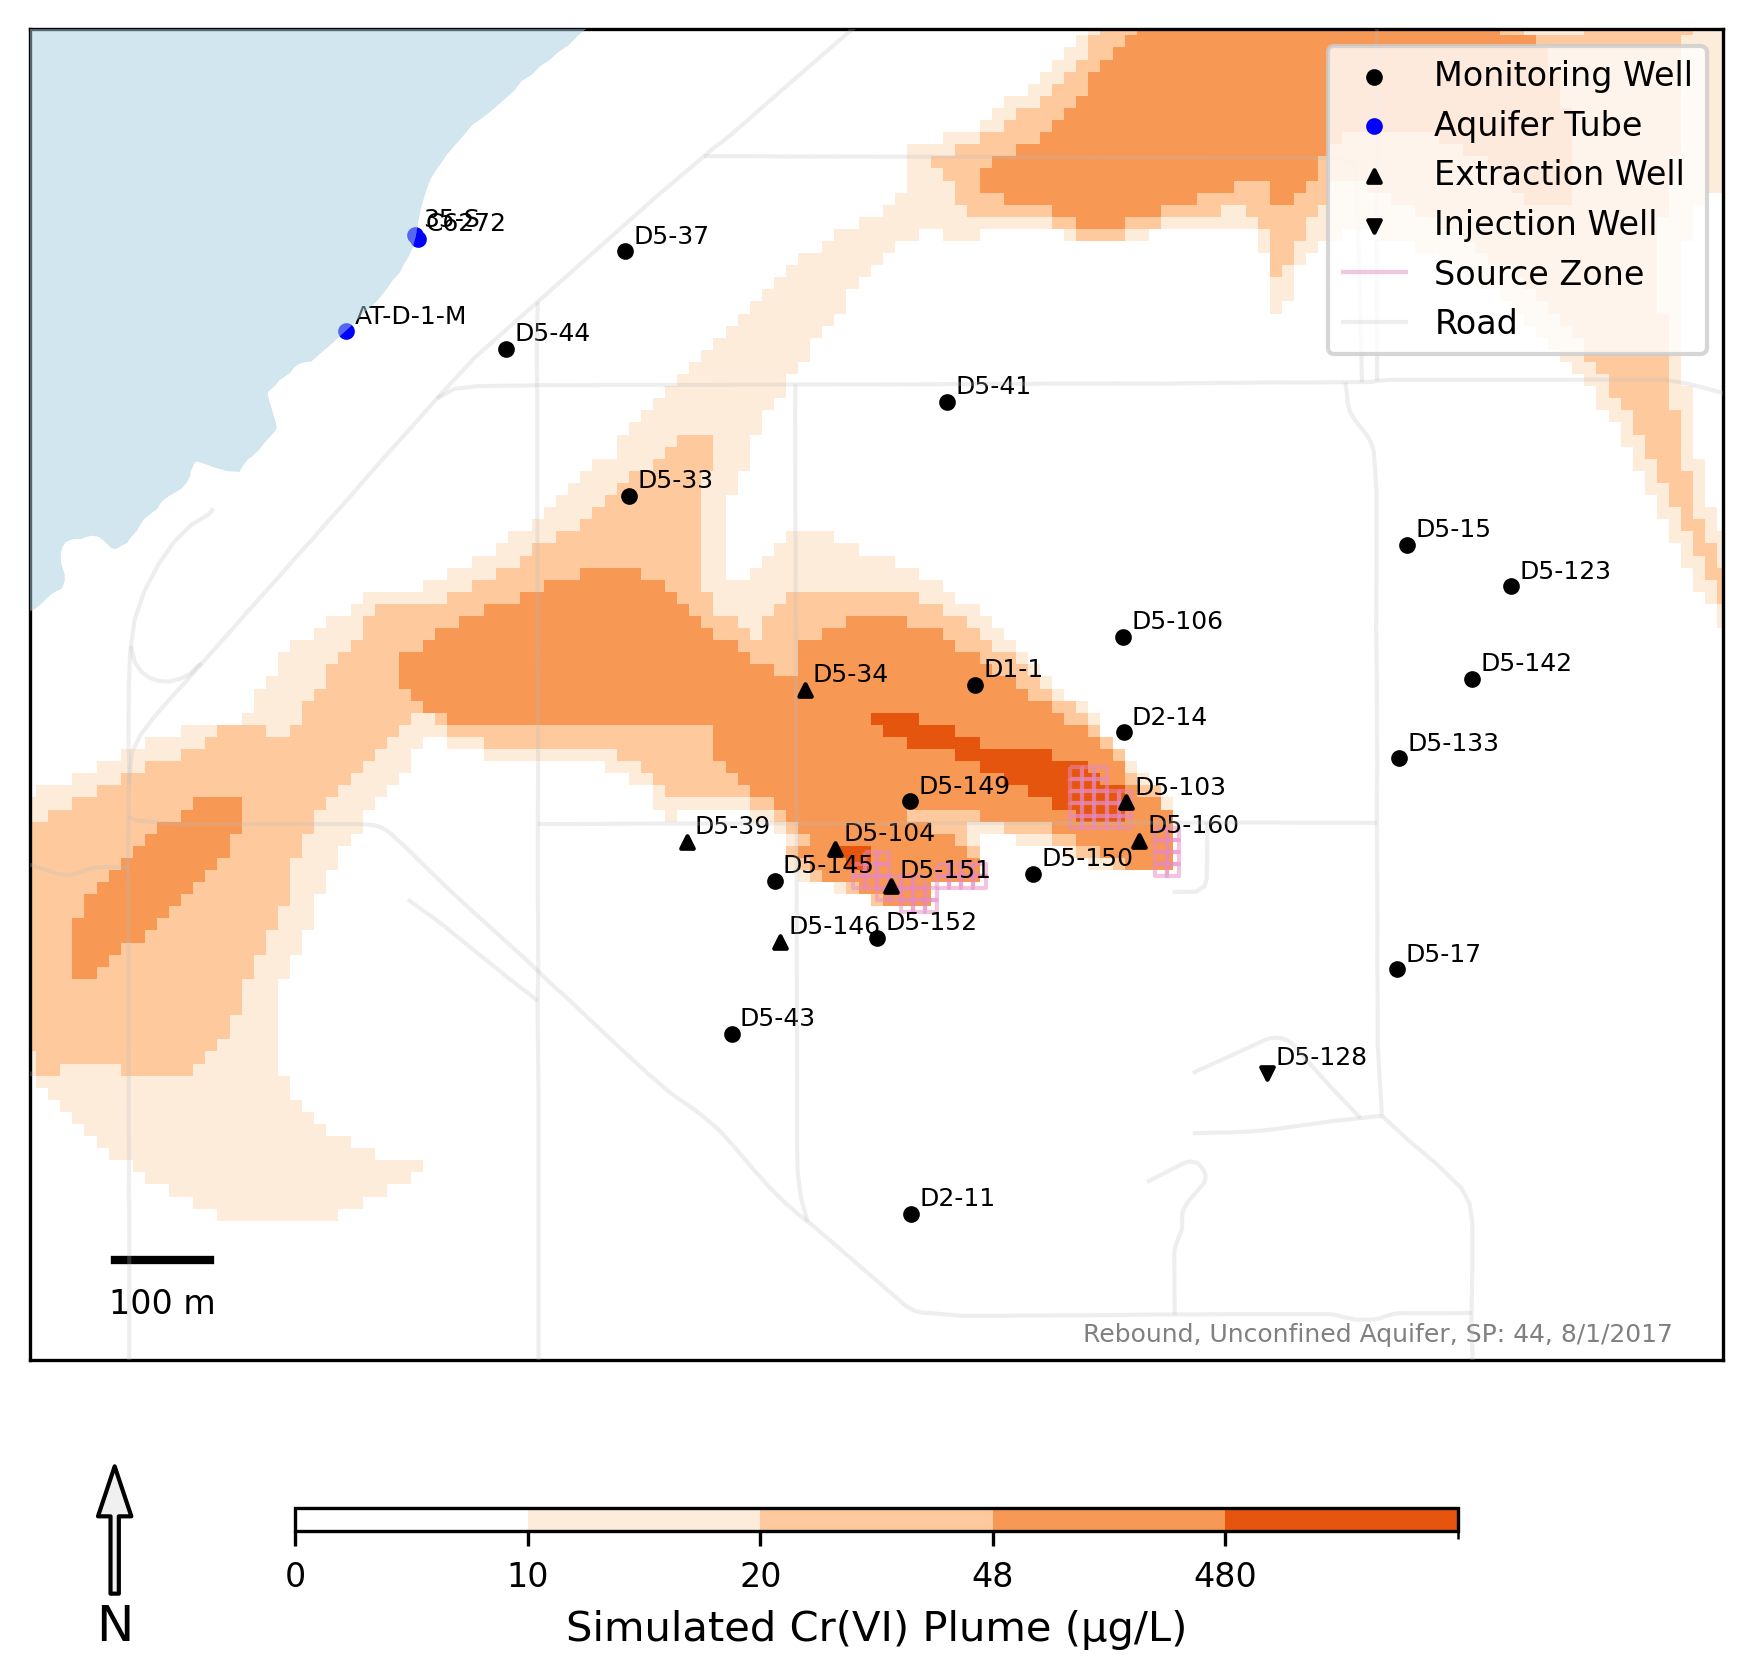 Monitoring Well
Aquifer Tube
Extraction Well
Injection Well
Source Zone
Road
35-S
C6272
D5-37
AT-D-1-M
D5-44
D5-41
D5-33
D5-15
D5-123
D5-106
D5-142
D1-1
D5-34
D2-14
D5-133
D5-103
D5-149
D5-160
D5-39
D5-104
D5-150
D5-145
D5-151
D5-152
D5-146
D5-17
D5-43
D5-128
D2-11
100 m
Rebound, Unconfined Aquifer, SP: 44, 8/1/2017
N
0 10 20 48 480
Simulated Cr(VI) Plume (μg/L)